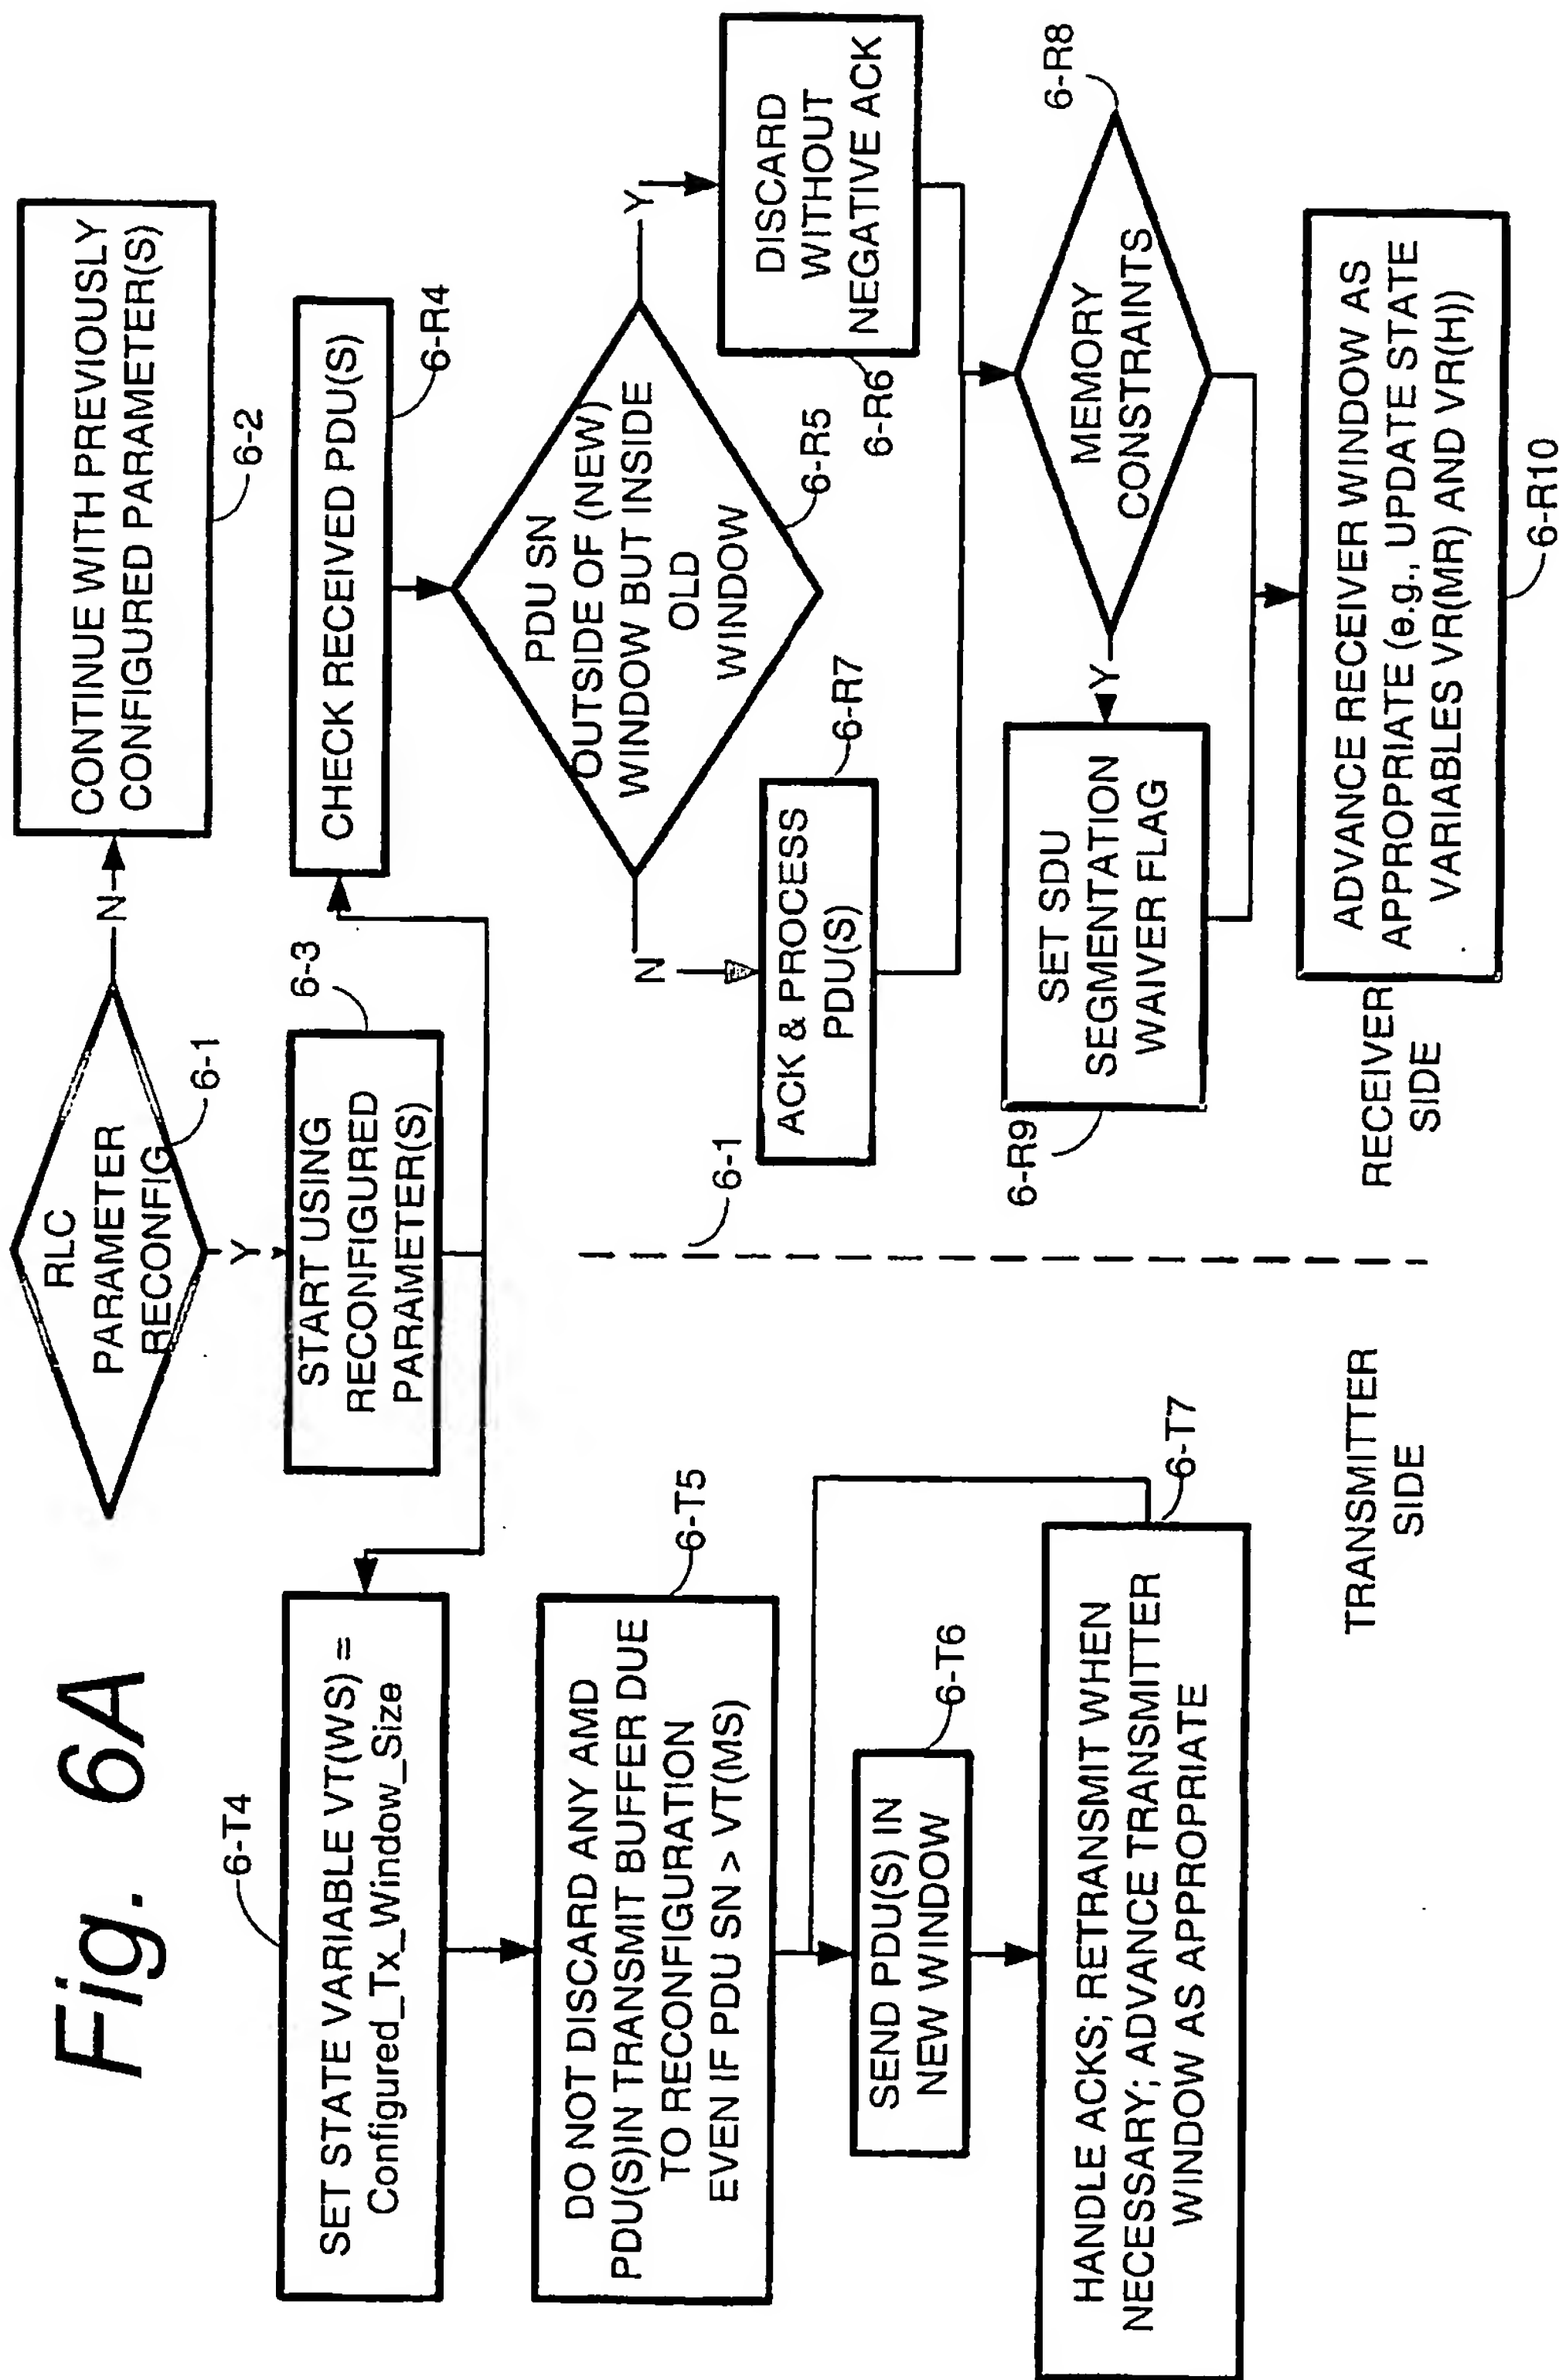 Fig. 6A
RLC
PARAMETER
RECONFIG
6-1
N
CONTINUE WITH PREVIOUSLY
CONFIGURED PARAMETER(S)
6-2
Y
START USING
RECONFIGURED
PARAMETER(S)
6-3
6-T4
SET STATE VARIABLE VT(WS) =
Configured_Tx_Window_Size
DO NOT DISCARD ANY AMD
PDU(S)IN TRANSMIT BUFFER DUE
TO RECONFIGURATION
EVEN IF PDU SN > VT(MS)
6-T5
SEND PDU(S) IN
NEW WINDOW
6-T6
HANDLE ACKS; RETRANSMIT WHEN
NECESSARY; ADVANCE TRANSMITTER
WINDOW AS APPROPRIATE
6-T7
TRANSMITTER
SIDE
6-1
CHECK RECEIVED PDU(S)
6-R4
PDU SN
OUTSIDE OF (NEW)
WINDOW BUT INSIDE
OLD
WINDOW
6-R5
N
Y
ACK & PROCESS
PDU(S)
6-R7
DISCARD
WITHOUT
NEGATIVE ACK
6-R6
MEMORY
CONSTRAINTS
6-R8
Y
SET SDU
SEGMENTATION
WAIVER FLAG
6-R9
ADVANCE RECEIVER WINDOW AS
APPROPRIATE (e.g., UPDATE STATE
VARIABLES VR(MR) AND VR(H))
6-R10
RECEIVER
SIDE